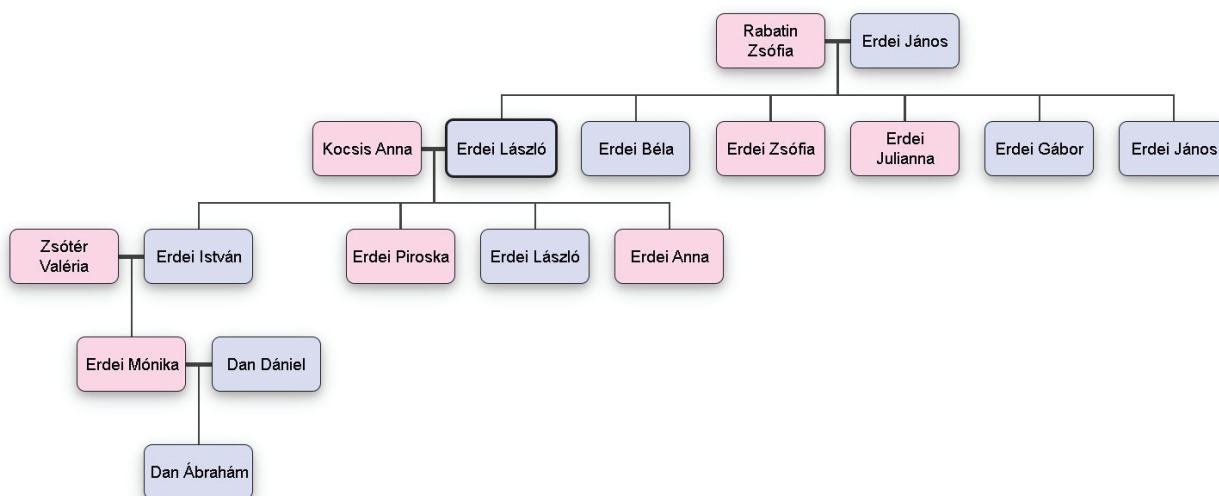 Rabatin
Zsófia
Erdei János
Kocsis Anna
Erdei László
Erdei Béla
Erdei Zsófia
Erdei
Julianna
Erdei Gábor
Erdei János
Zsótér
Valéria
Erdei István
Erdei Piroska
Erdei László
Erdei Anna
Erdei Mónika
Dan Dániel
Dan Ábrahám